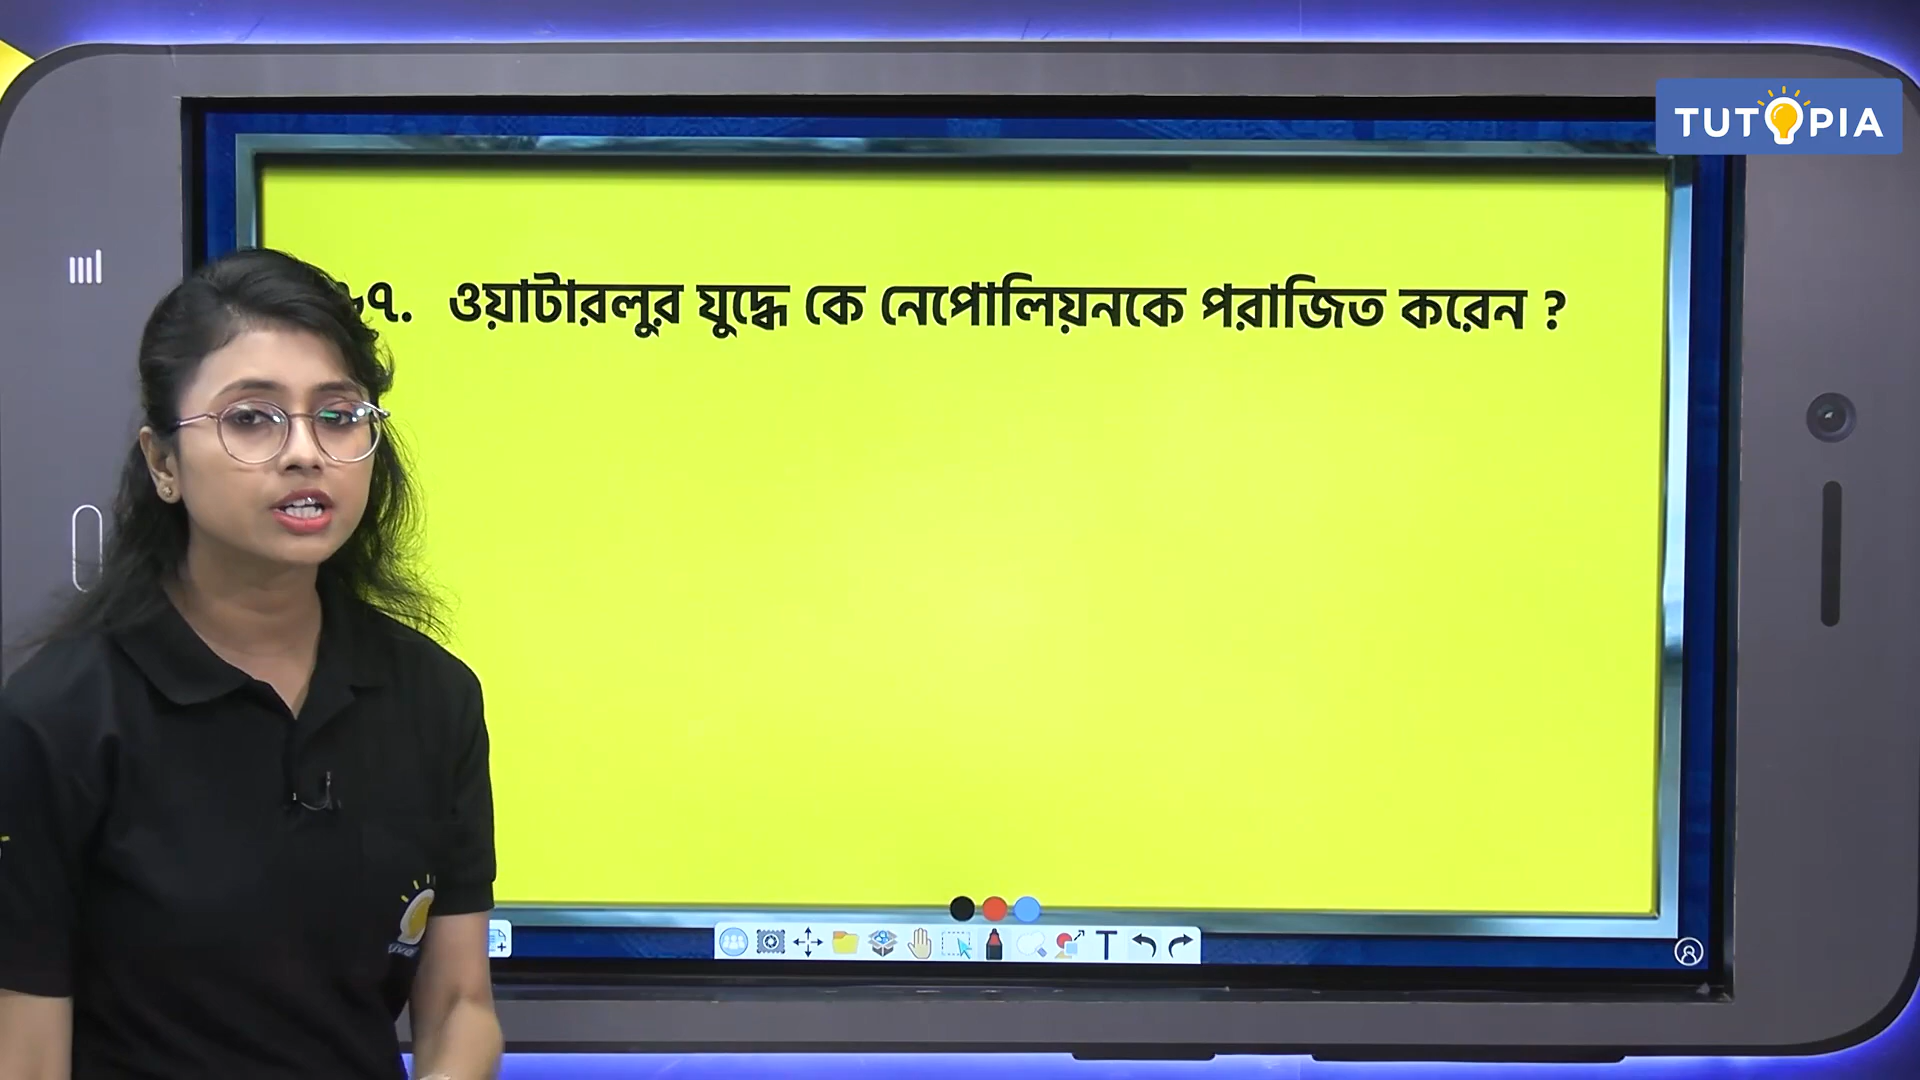 TUTOPIA
৭. ওয়াটারলুর যুদ্ধে কে নেপোলিয়নকে পরাজিত করেন ?